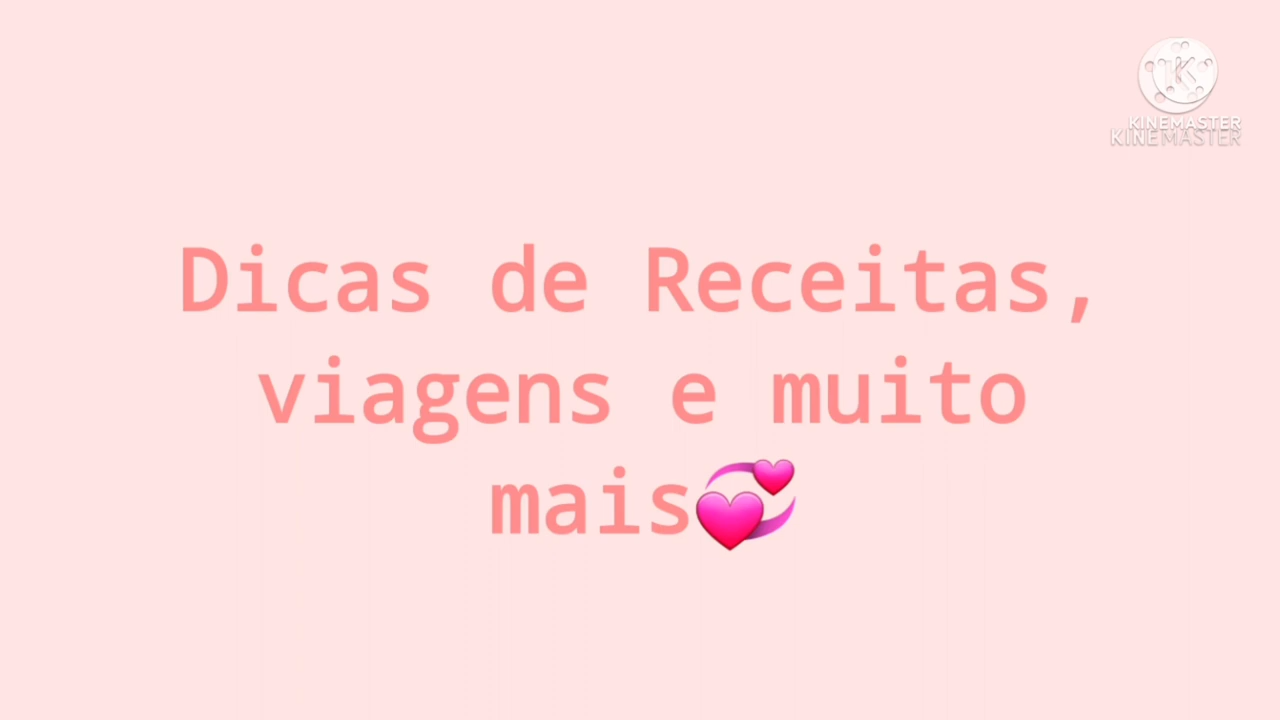 KINEMASTER
KINEMASTER
Dicas de Receitas,
viagens e muito
mais💞